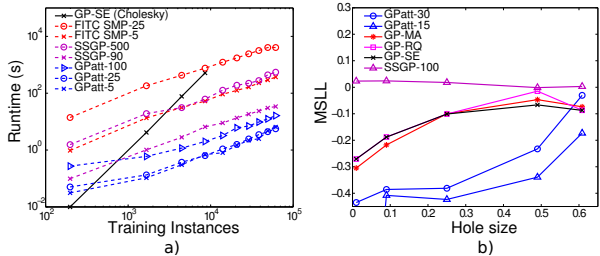 GP-SE (Cholesky)
FITC SMP-25
FITC SMP-5
SSGP-500
SSGP-90
GPatt-100
GPatt-25
GPatt-5
Runtime (s)
10^4
10^2
10^0
10^-2
10^2
10^3
10^4
10^5
Training Instances
a)
GPatt-30
GPatt-15
GP-MA
GP-RQ
GP-SE
SSGP-100
MSLL
0
-0.1
-0.2
-0.3
-0.4
0
0.1
0.2
0.3
0.4
0.5
0.6
Hole size
b)